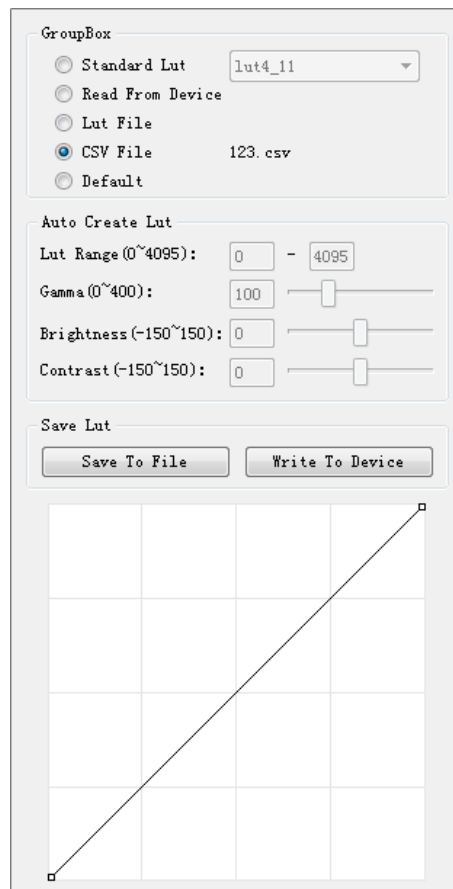 GroupBox
Standard Lut lut4_11
Read From Device
Lut File
CSV File 123.csv
Default
Auto Create Lut
Lut Range(0~4095): 0 - 4095
Gamma(0~400): 100
Brightness(-150~150): 0
Contrast(-150~150): 0
Save Lut
Save To File Write To Device